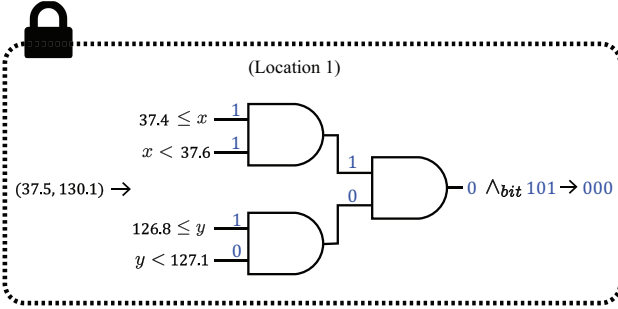 (Location 1)
37.4 ≤ x 1
x < 37.6 1
1
(37.5, 130.1) →
0 ∧bit 101 → 000
0
126.8 ≤ y 1
y < 127.1 0